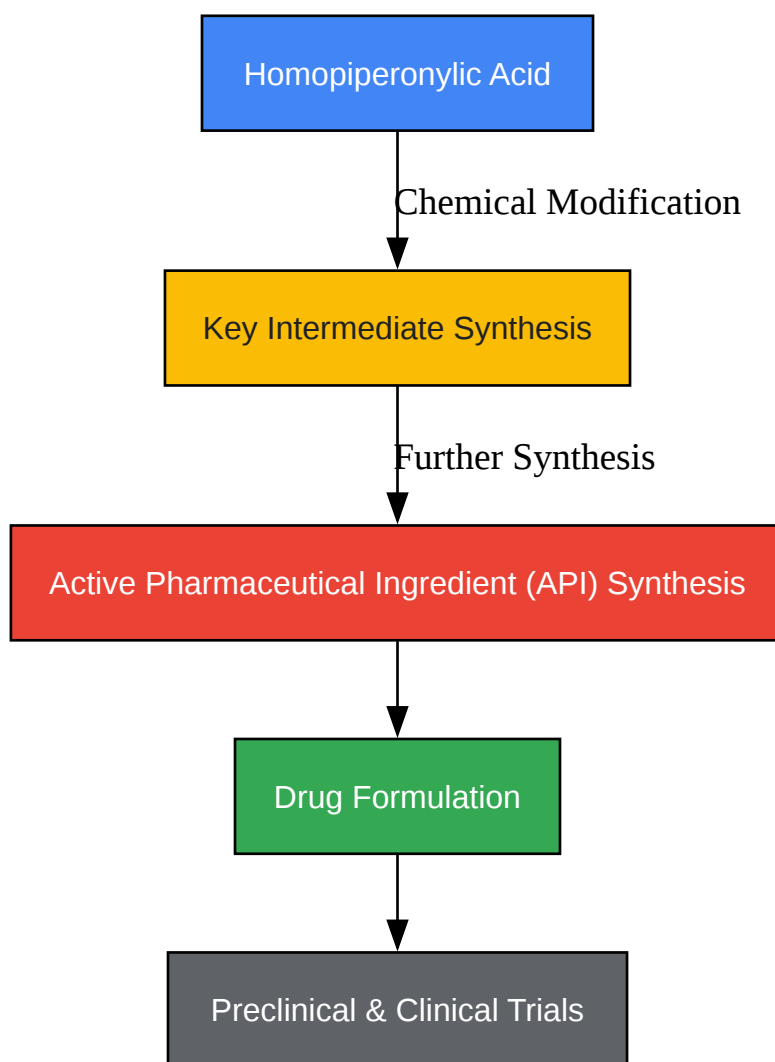 Homopiperonylic Acid
Chemical Modification
Key Intermediate Synthesis
Further Synthesis
Active Pharmaceutical Ingredient (API) Synthesis
Drug Formulation
Preclinical & Clinical Trials